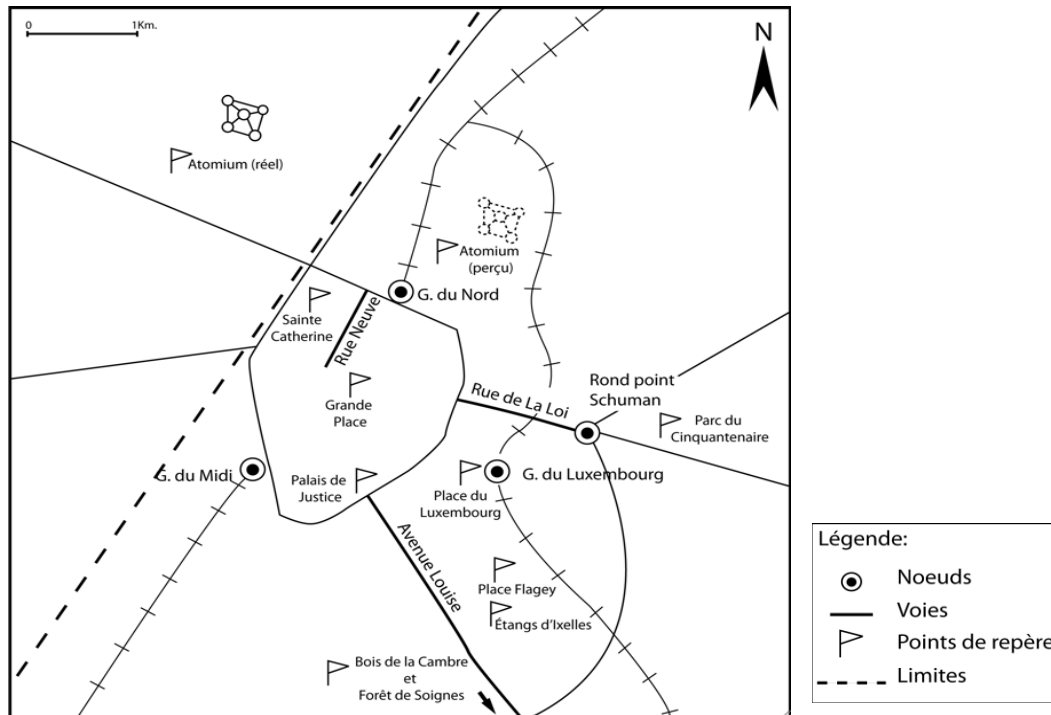 0
1Km.
N
Atomium (réel)
Atomium
(perçu)
G. du Nord
Sainte
Catherine
Rue Neuve
Grande
Place
Rue de La Loi
Rond point
Schuman
Parc du
Cinquantenaire
G. du Midi
Palais de
Justice
Place du
Luxembourg
G. du Luxembourg
Avenue Louise
Place Flagey
Étangs d'Ixelles
Bois de la Cambre
et
Forêt de Soignes
Légende:
Noeuds
Voies
Points de repère
Limites